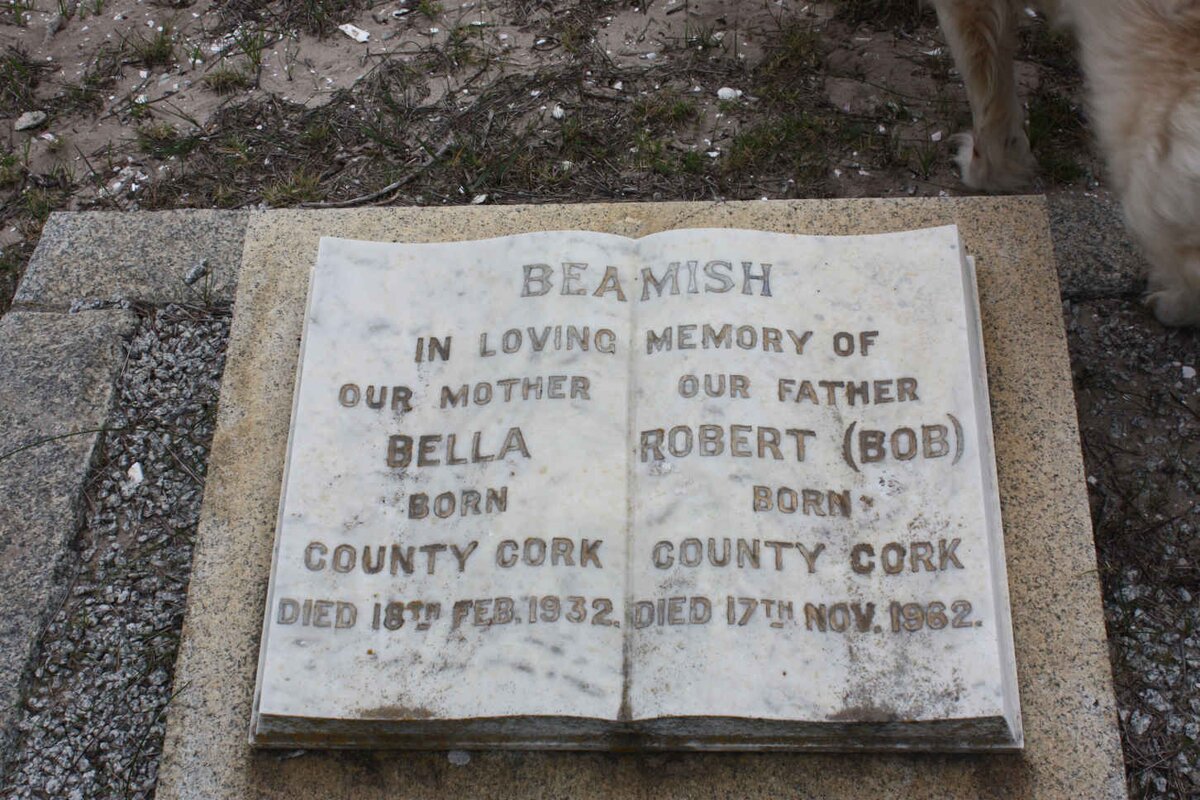 BEAMISH
IN LOVING MEMORY OF
OUR MOTHER OUR FATHER
BELLA ROBERT (BOB)
BORN BORN
COUNTY CORK COUNTY CORK
DIED 18TH FEB. 1932. DIED 17TH NOV. 1962.